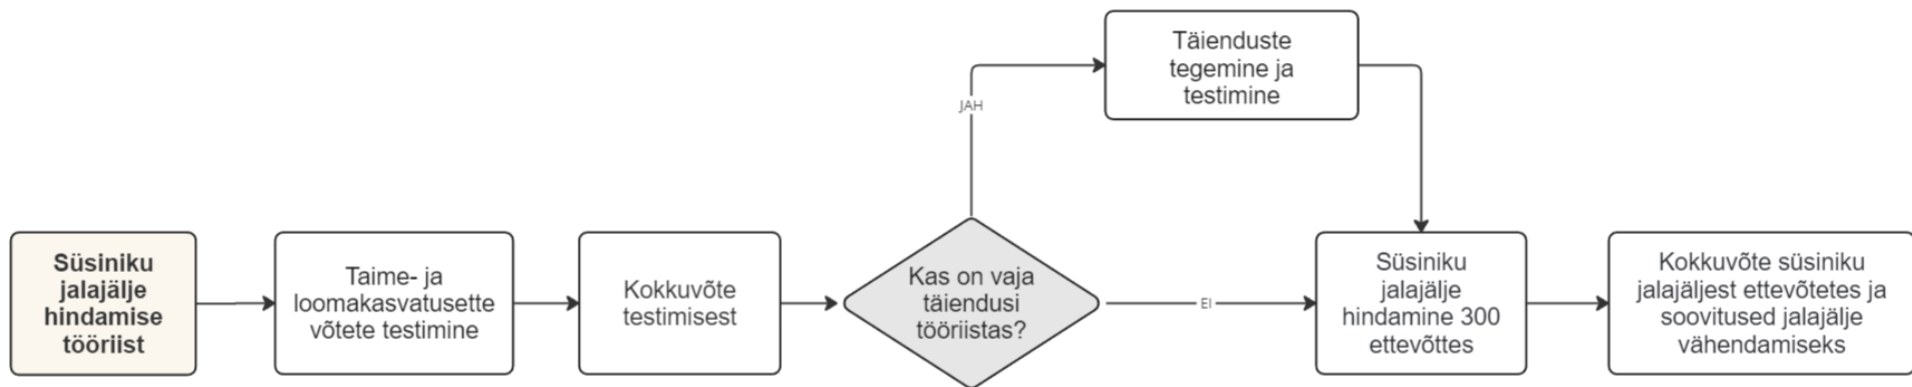 Süsiniku
jalajälje
hindamise
tööriist
Taime- ja
loomakasvatusette
võtete testimine
Kokkuvõte
testimisest
Kas on vaja
täiendusi
tööriistas?
JAH
Täienduste
tegemine ja
testimine
EI
Süsiniku
jalajälje
hindamine 300
ettevõttes
Kokkuvõte süsiniku
jalajäljest ettevõtetes ja
soovitused jalajälje
vähendamiseks